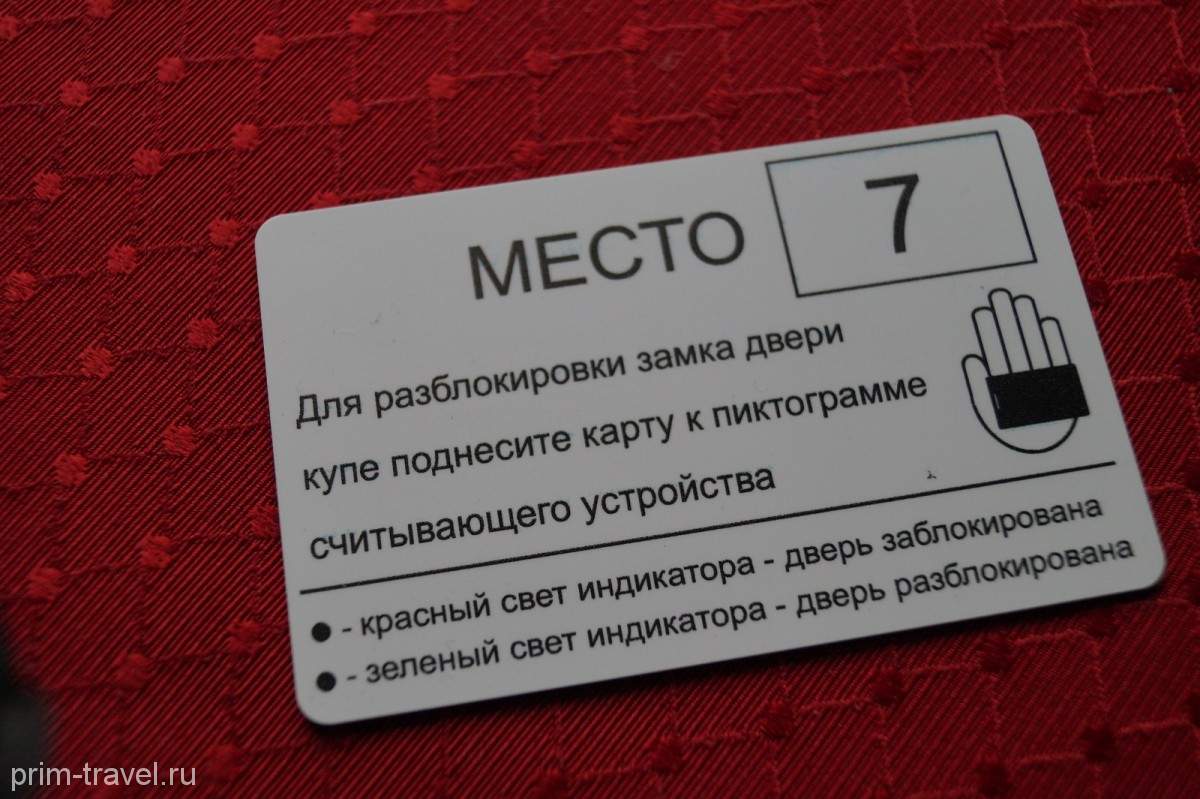 МЕСТО 7
Для разблокировки замка двери
купе поднесите карту к пиктограмме
считывающего устройства
● - красный свет индикатора - дверь заблокирована
● - зеленый свет индикатора - дверь разблокирована
prim-travel.ru